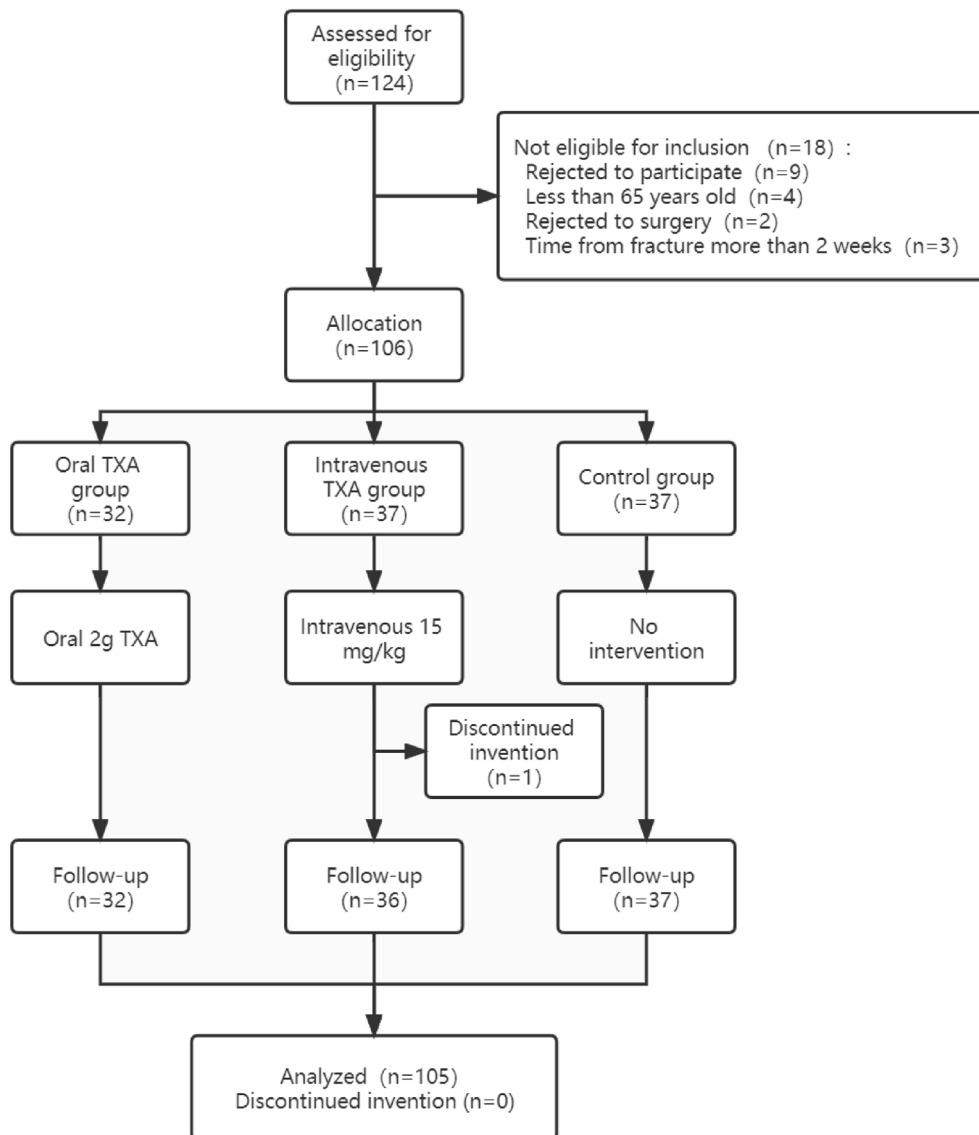 Assessed for
eligibility
(n=124)
Not eligible for inclusion (n=18) :
Rejected to participate (n=9)
Less than 65 years old (n=4)
Rejected to surgery (n=2)
Time from fracture more than 2 weeks (n=3)
Allocation
(n=106)
Oral TXA
group
(n=32)
Intravenous
TXA group
(n=37)
Control group
(n=37)
Oral 2g TXA
Intravenous 15
mg/kg
No
intervention
Discontinued
invention
(n=1)
Follow-up
(n=32)
Follow-up
(n=36)
Follow-up
(n=37)
Analyzed (n=105)
Discontinued invention (n=0)